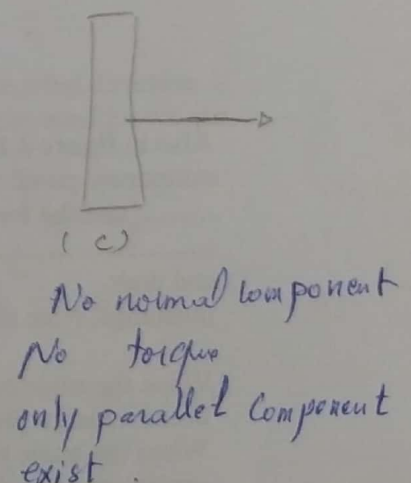 ( C )
No normal component
No torque
only parallel component
exist.